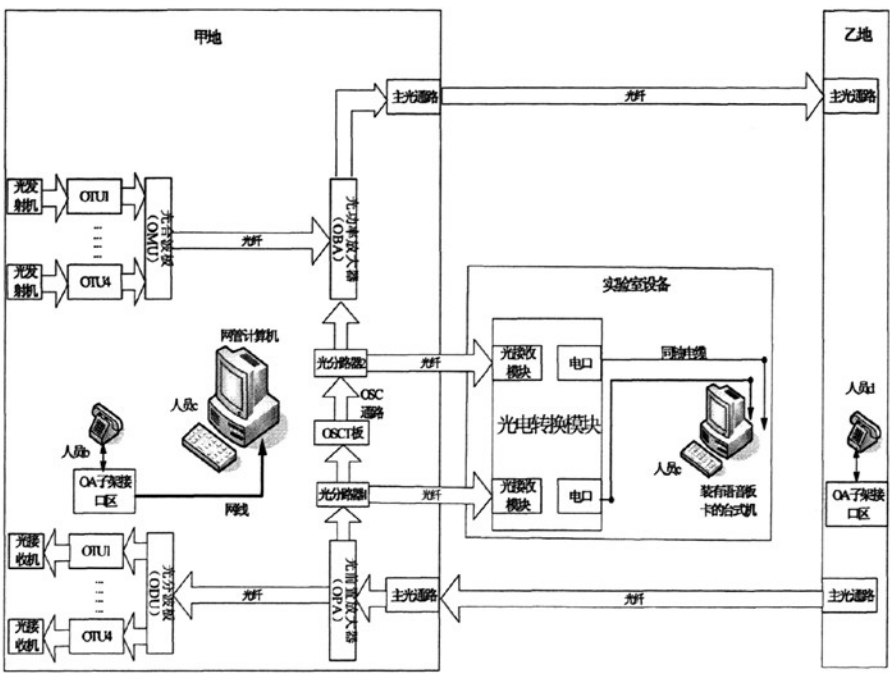 甲地
乙地
主光通路
光纤
主光通路
光发
射机
OTU1
光合波板
（OMU）
光纤
光功率放大器
（OBA）
光发
射机
OTU4
实验室设备
网管计算机
光分路器2
光纤
光接收
模块
电口
同轴电缆
人员c
OSC
通路
OSCT板
光电转换模块
人员d
人员b
人员e
OA子架接
口区
网线
光分路器1
光纤
光接收
模块
电口
装有语音板
卡的台式机
OA子架接
口区
光接
收机
OTU1
光分波板
（ODU）
光纤
光前置放大器
（OPA）
主光通路
光纤
主光通路
光接
收机
OTU4